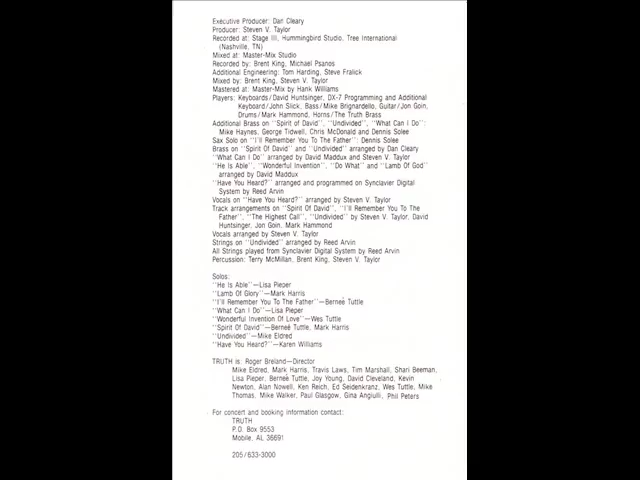 Executive Producer: Dan Cleary
Producer: Steven V. Taylor
Recorded at: Stage III, Hummingbird Studio, Tree International
(Nashville, TN)
Mixed at: Master-Mix Studio
Recorded by: Brent King, Michael Psanos
Additional Engineering: Tom Harding, Steve Fralick
Mixed by: Brent King, Steven V. Taylor
Mastered at: Master-Mix by Hank Williams
Players: Keyboards/David Huntsinger, DX-7 Programming and Additional
Keyboard/John Slick, Bass/Mike Brignardello, Guitar/Jon Goin,
Drums/Mark Hammond, Horns/The Truth Brass
Additional Brass on "Spirit of David", "Undivided", "What Can I Do":
Mike Haynes, George Tidwell, Chris McDonald and Dennis Solee
Sax Solo on "I'll Remember You To The Father": Dennis Solee
Brass on "Spirit Of David" and "Undivided" arranged by Dan Cleary
"What Can I Do" arranged by David Maddux and Steven V. Taylor
"He Is Able", "Wonderful Invention", "Do What" and "Lamb Of God"
arranged by David Maddux
"Have You Heard?" arranged and programmed on Synclavier Digital
System by Reed Arvin
Vocals on "Have You Heard?" arranged by Steven V. Taylor
Track arrangements on "Spirit Of David", "I'll Remember You To The
Father", "The Highest Call", "Undivided" by Steven V. Taylor, David
Huntsinger, Jon Goin, Mark Hammond
Vocals arranged by Steven V. Taylor
Strings on "Undivided" arranged by Reed Arvin
All Strings played from Synclavier Digital System by Reed Arvin
Percussion: Terry McMillan, Brent King, Steven V. Taylor
Solos:
"He Is Able"—Lisa Pieper
"Lamb Of Glory"—Mark Harris
"I'll Remember You To The Father"—Berneè Tuttle
"What Can I Do"—Lisa Pieper
"Wonderful Invention Of Love"—Wes Tuttle
"Spirit Of David"—Berneè Tuttle, Mark Harris
"Undivided"—Mike Eldred
"Have You Heard?"—Karen Williams
TRUTH is: Roger Breland—Director
Mike Eldred, Mark Harris, Travis Laws, Tim Marshall, Shari Beeman,
Lisa Pieper, Berneè Tuttle, Joy Young, David Cleveland, Kevin
Newton, Alan Nowell, Ken Reich, Ed Seidenkranz, Wes Tuttle, Mike
Thomas, Mike Walker, Paul Glasgow, Gina Angiulli, Phil Peters
For concert and booking information contact:
TRUTH
P.O. Box 9553
Mobile, AL 36691
205/633-3000